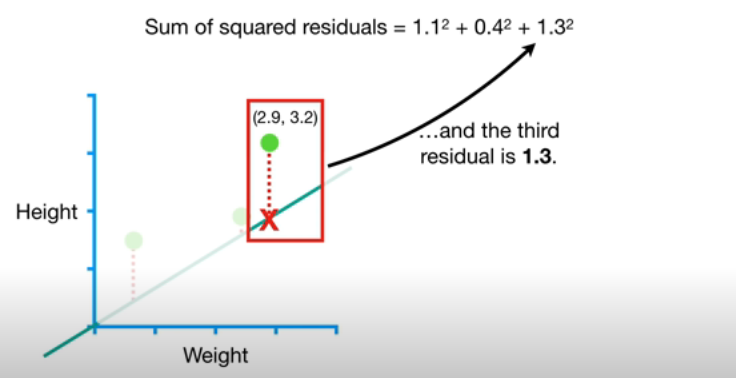 Sum of squared residuals = 1.1² + 0.4² + 1.3²
(2.9, 3.2)
...and the third
residual is 1.3.
X
Height
Weight